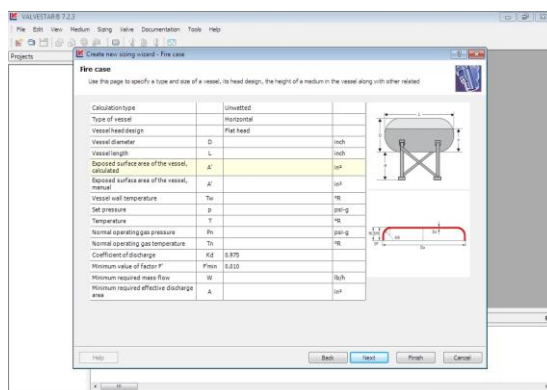 VALVESTAR® 7.2.3
File Edit View Medium Sizing Valve Documentation Tools Help
Projects
Create new sizing wizard - Fire case
Fire case
Use this page to specify a type and size of a vessel, its head design, the height of a medium in the vessel along with other related
Calculation type Unwetted
Type of vessel Horizontal
Vessel head design Flat head
Vessel diameter D inch
Vessel length L inch
Exposed surface area of the vessel, calculated A' in²
Exposed surface area of the vessel, manual A' in²
Vessel wall temperature Tw °R
Set pressure p psi-g
Temperature T °R
Normal operating gas pressure Pn psi-g
Normal operating gas temperature Tn °R
Coefficient of discharge Kd 0.975
Minimum value of factor F' F'min 0.010
Minimum required mass flow W lb/h
Minimum required effective discharge area A in²
Help Back Next Finish Cancel